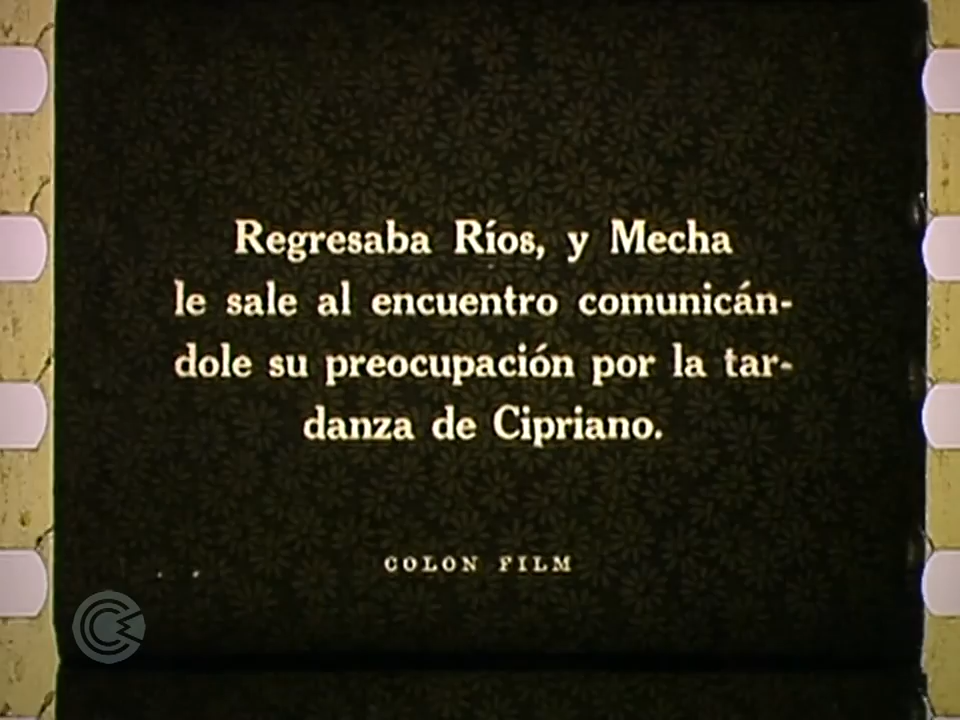 Regresaba Ríos, y Mecha
le sale al encuentro comunicán-
dole su preocupación por la tar-
danza de Cipriano.
COLON FILM